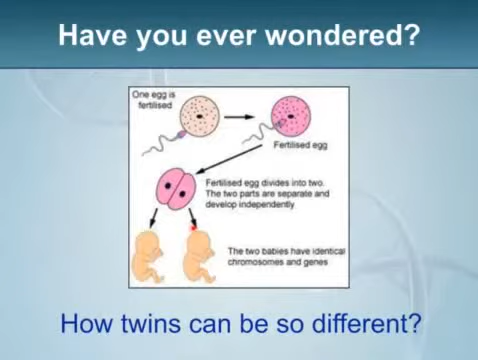 Have you ever wondered?
One egg is
fertilised
Fertilised egg
Fertilised egg divides into two.
The two parts are separate and
develop independently
The two babies have identical
chromosomes and genes
How twins can be so different?